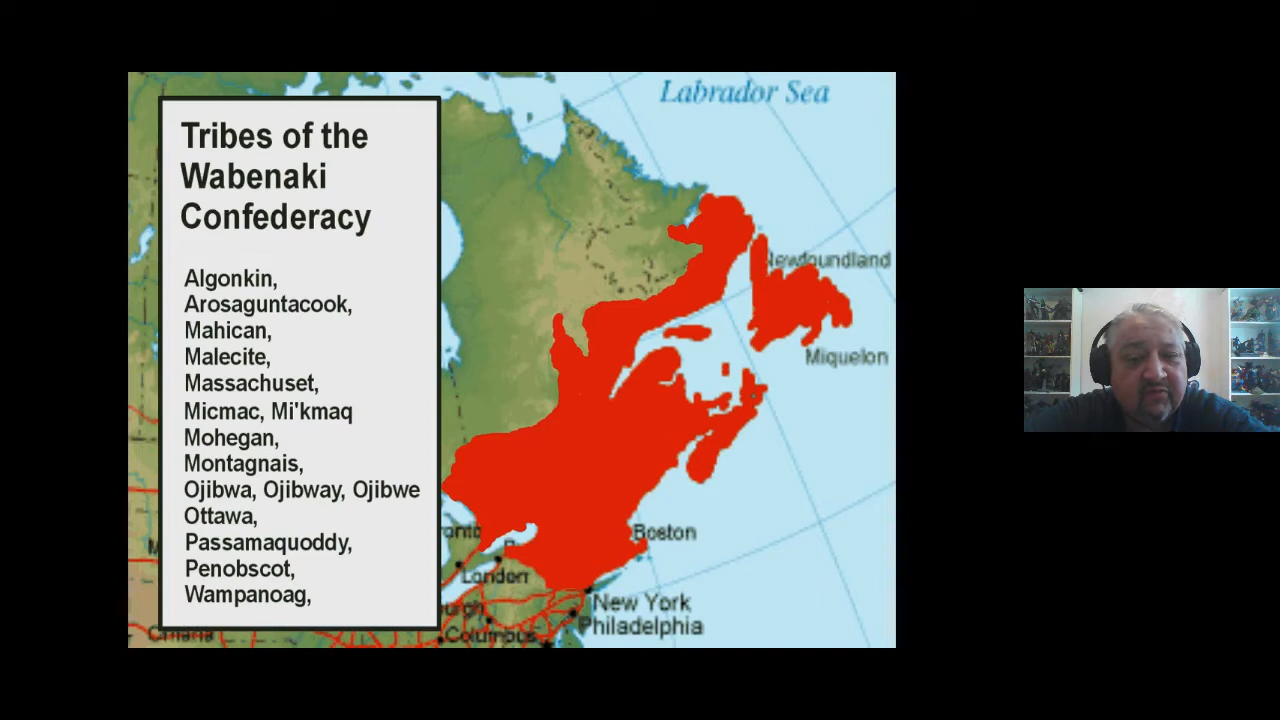 Labrador Sea
Tribes of the
Wabenaki
Confederacy
Algonkin,
Arosaguntacook,
Mahican,
Malecite,
Massachuset,
Micmac, Mi'kmaq
Mohegan,
Montagnais,
Ojibwa, Ojibway, Ojibwe
Ottawa,
Passamaquoddy,
Penobscot,
Wampanoag,
Newfoundland
Miquelon
Boston
London
New York
Philadelphia
Columbus